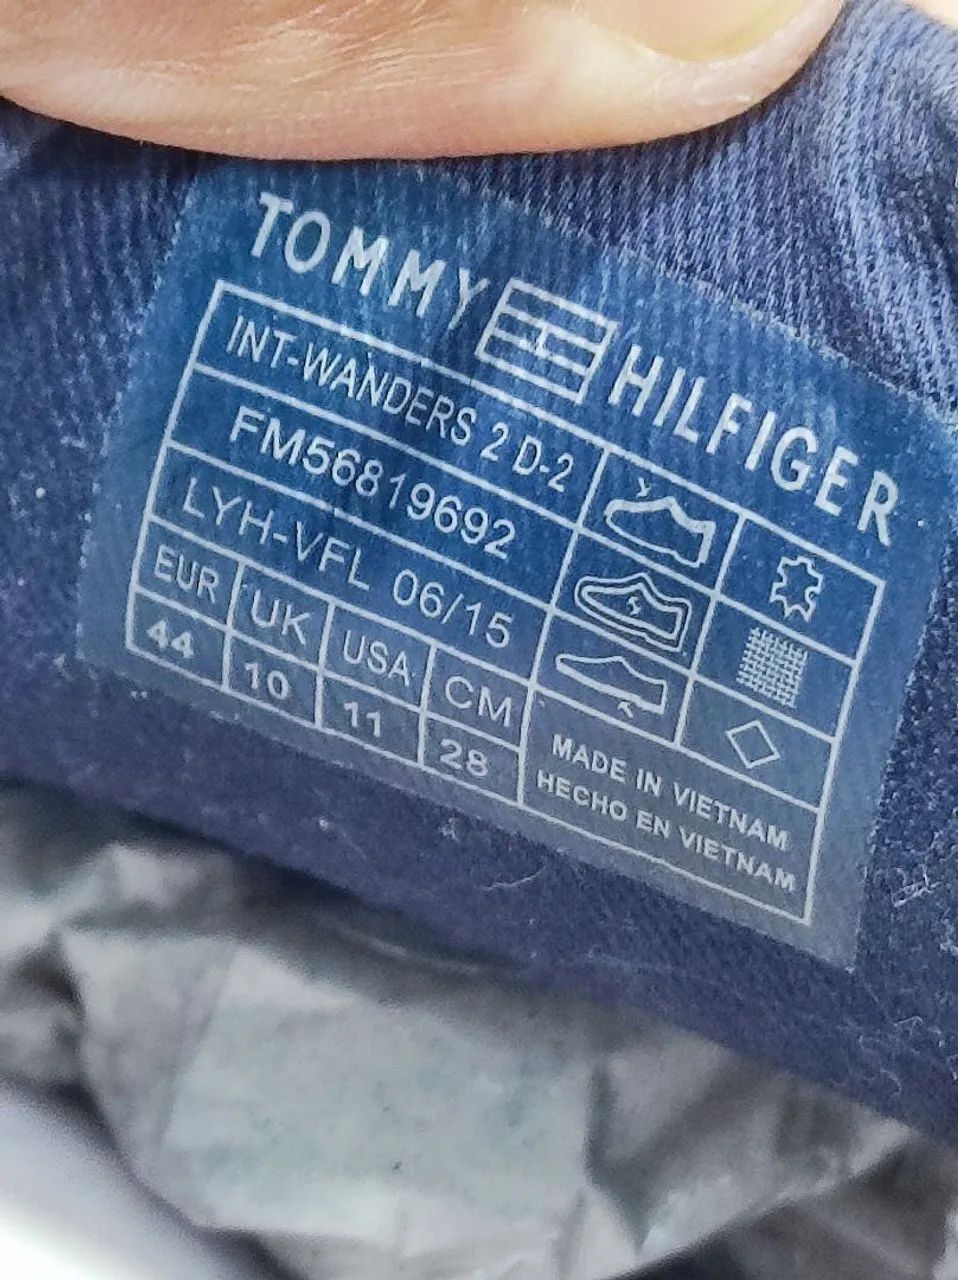 TOMMY HILFIGER
INT-WANDERS 2 D-2
FM56819692
LYH-VFL 06/15
EUR UK USA CM
44 10 11 28
MADE IN VIETNAM
HECHO EN VIETNAM